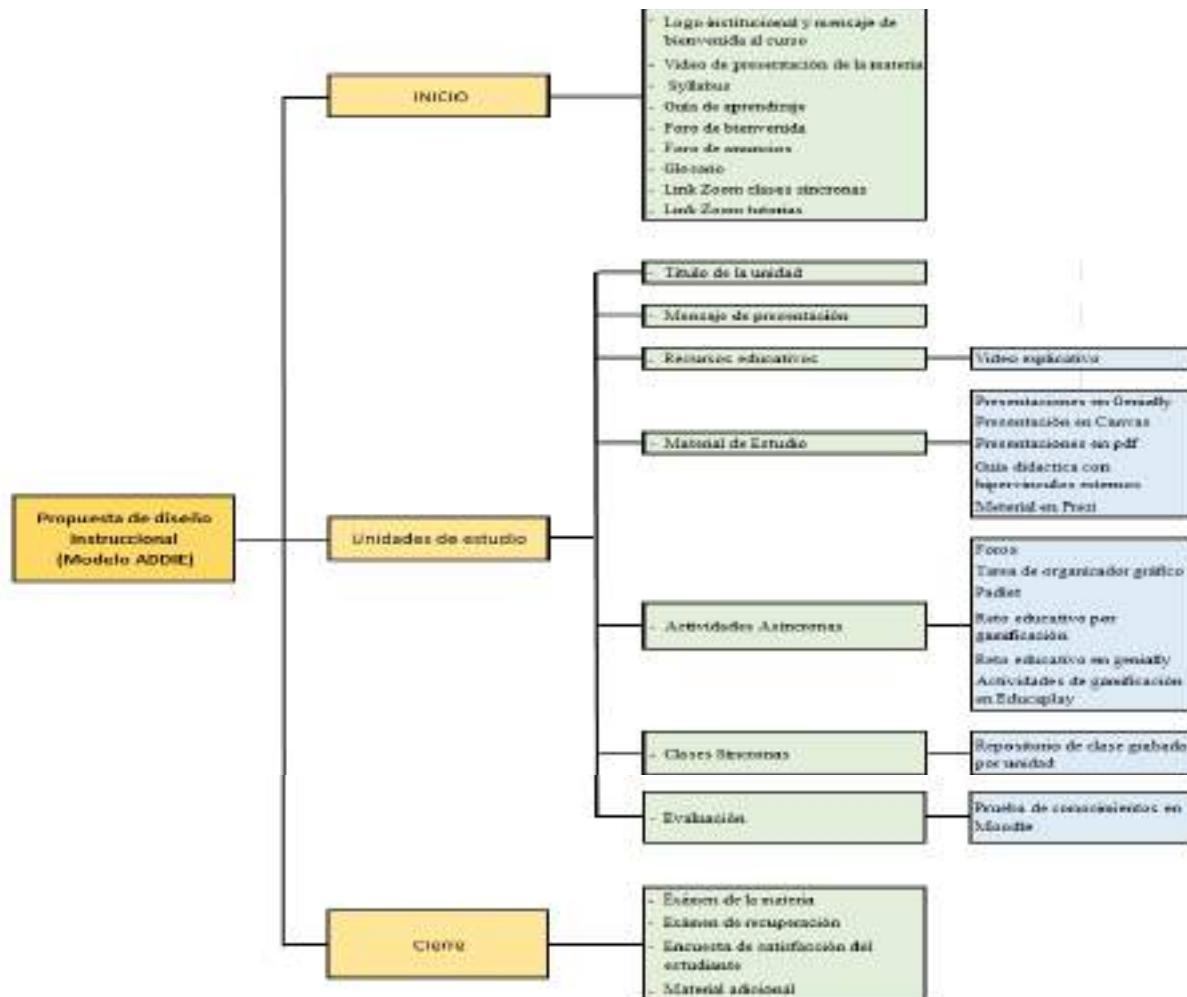 - Logo institucional y mensaje de
bienvenida al curso
- Video de presentación de la materia
- Syllabus
- Guía de aprendizaje
- Foro de bienvenida
- Foro de anuncios
- Glosario
- Link Zoom clases síncronas
- Link Zoom tutorías
INICIO
- Título de la unidad
- Mensaje de presentación
- Recursos educativos
Video explicativo
- Material de Estudio
Presentaciones en Genially
Presentación en Canvas
Presentaciones en pdf
Guía didactica con
hipervínculos externos
Material en Prezi
Propuesta de diseño
instruccional
(Modelo ADDIE)
Unidades de estudio
- Actividades Asíncronas
Foros
Tarea de organizador gráfico
Padlet
Reto educativo por
gamificación
Reto educativo en genially
Actividades de gamificación
en Educaplay
- Clases Síncronas
Repositorio de clase grabada
por unidad
- Evaluación
Prueba de conocimientos en
Moodle
Cierre
- Exámen de la materia
- Exámen de recuperación
- Encuesta de satisfacción del
estudiante
- Material adicional